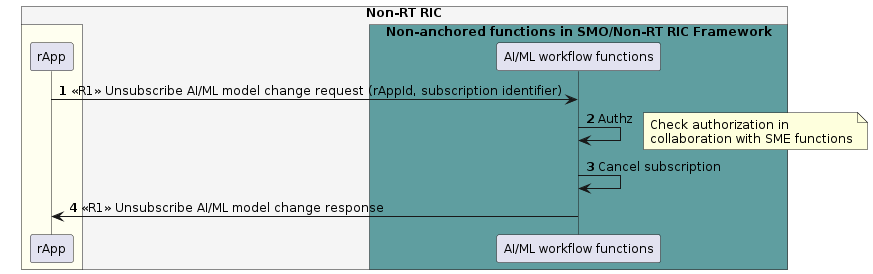 Non-RT RIC
Non-anchored functions in SMO/Non-RT RIC Framework
rApp
AI/ML workflow functions
1 «R1» Unsubscribe AI/ML model change request (rAppId, subscription identifier)
2 Authz
Check authorization in
collaboration with SME functions
3 Cancel subscription
4 «R1» Unsubscribe AI/ML model change response
rApp
AI/ML workflow functions